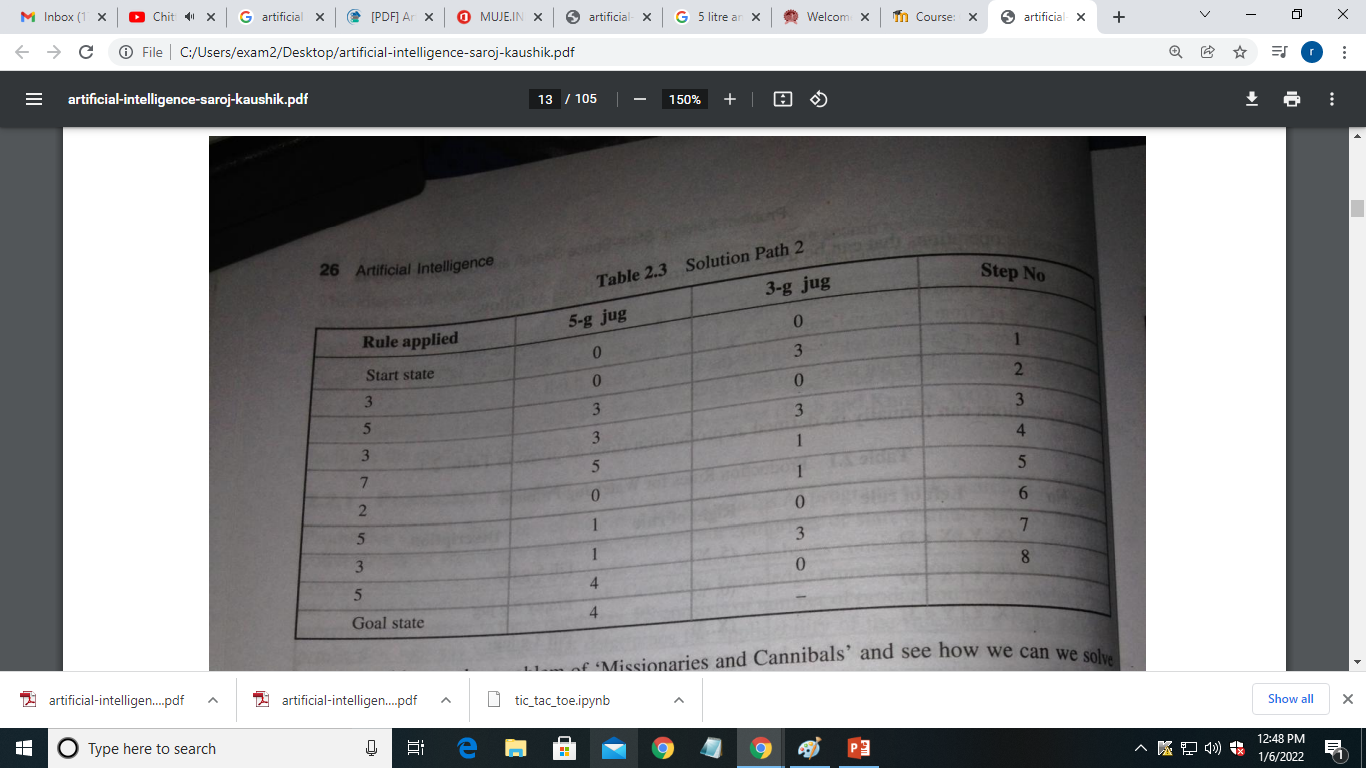 Inbox (1
Chit
artificial
[PDF] Ar
MUJE.IN
artificial-
5 litre an
Welcom
Course:
artificial
File C:/Users/exam2/Desktop/artificial-intelligence-saroj-kaushik.pdf
r
artificial-intelligence-saroj-kaushik.pdf
13 / 105
150%
26 Artificial Intelligence
Table 2.3 Solution Path 2
Rule applied 5-g jug 3-g jug Step No
Start state 0 0
3 0 3 1
5 3 0 2
3 3 3 3
7 5 1 4
2 0 1 5
5 1 0 6
3 1 3 7
5 4 0 8
Goal state 4 –
of ‘Missionaries and Cannibals’ and see how we can we solve
artificial-intelligen....pdf
artificial-intelligen....pdf
tic_tac_toe.ipynb
Show all
Type here to search
12:48 PM
1/6/2022
1